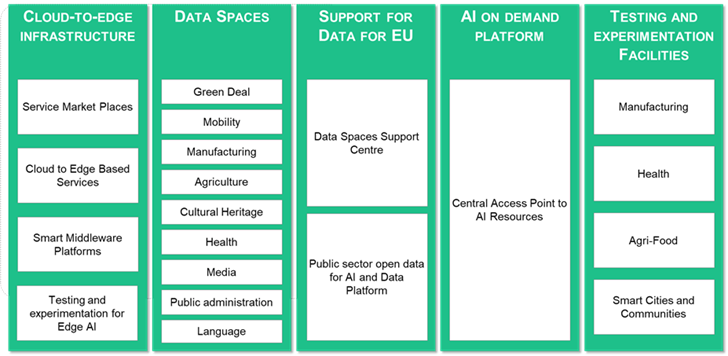 CLOUD-TO-EDGE
INFRASTRUCTURE
Service Market Places
Cloud to Edge Based
Services
Smart Middleware
Platforms
Testing and
experimentation for
Edge AI
DATA SPACES
Green Deal
Mobility
Manufacturing
Agriculture
Cultural Heritage
Health
Media
Public administration
Language
SUPPORT FOR
DATA FOR EU
Data Spaces Support
Centre
Public sector open data
for AI and Data
Platform
AI ON DEMAND
PLATFORM
Central Access Point to
AI Resources
TESTING AND
EXPERIMENTATION
FACILITIES
Manufacturing
Health
Agri-Food
Smart Cities and
Communities